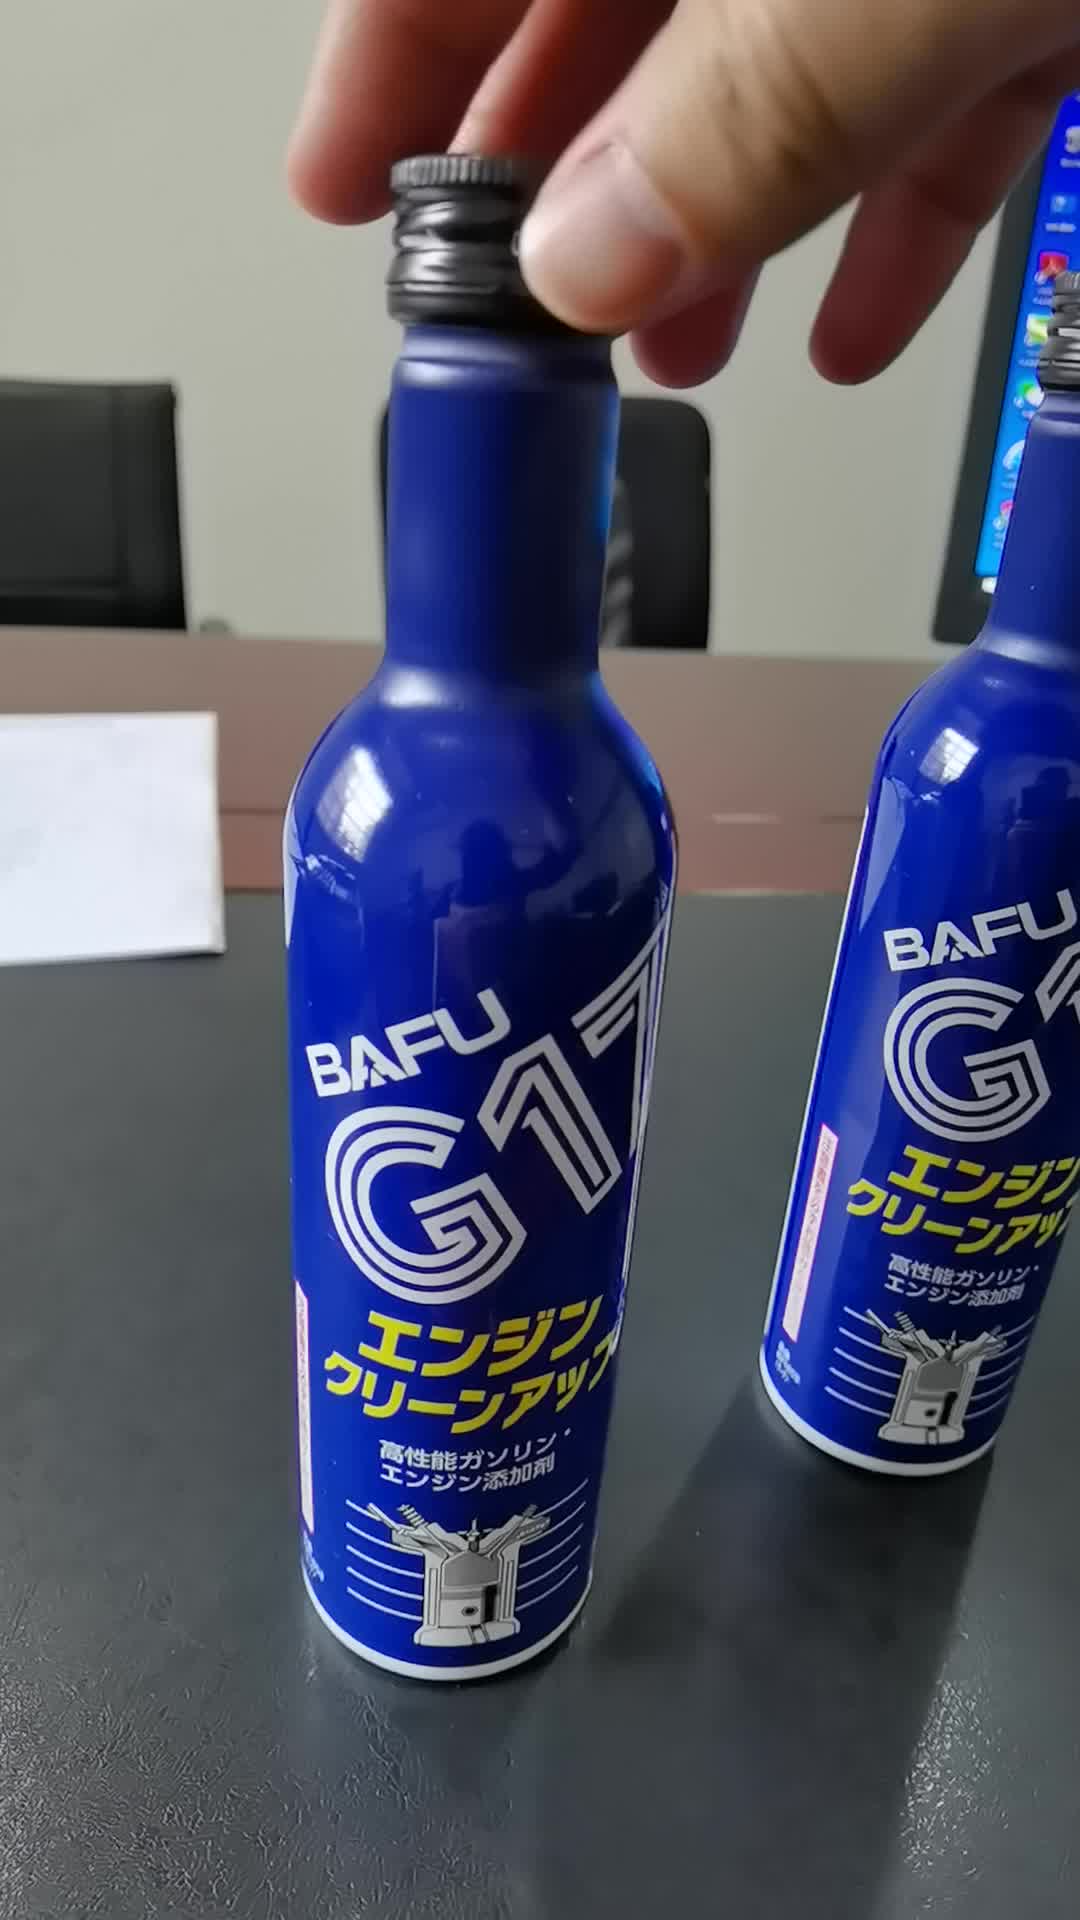 BAFU
G17
エンジン
クリーンアップ
高性能ガソリン・
エンジン添加剤
BAFU
G1
エンジン
クリーンアップ
高性能ガソリン・
エンジン添加剤